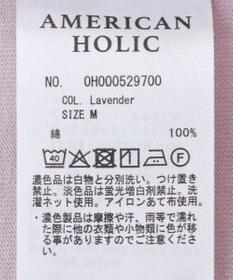 AMERICAN
HOLIC
NO. OH000529700
COL. Lavender
SIZE M
綿 100%
40 F
濃色品は白物と分別洗い。つけ置き
禁止。淡色品は蛍光増白剤禁止。洗
濯ネット使用。アイロンあて布使用。
・濃色製品は摩擦や汗、雨等で濡れ
た際に他の衣類や小物類に色が移
る事がありますのでご注意くださ
い。